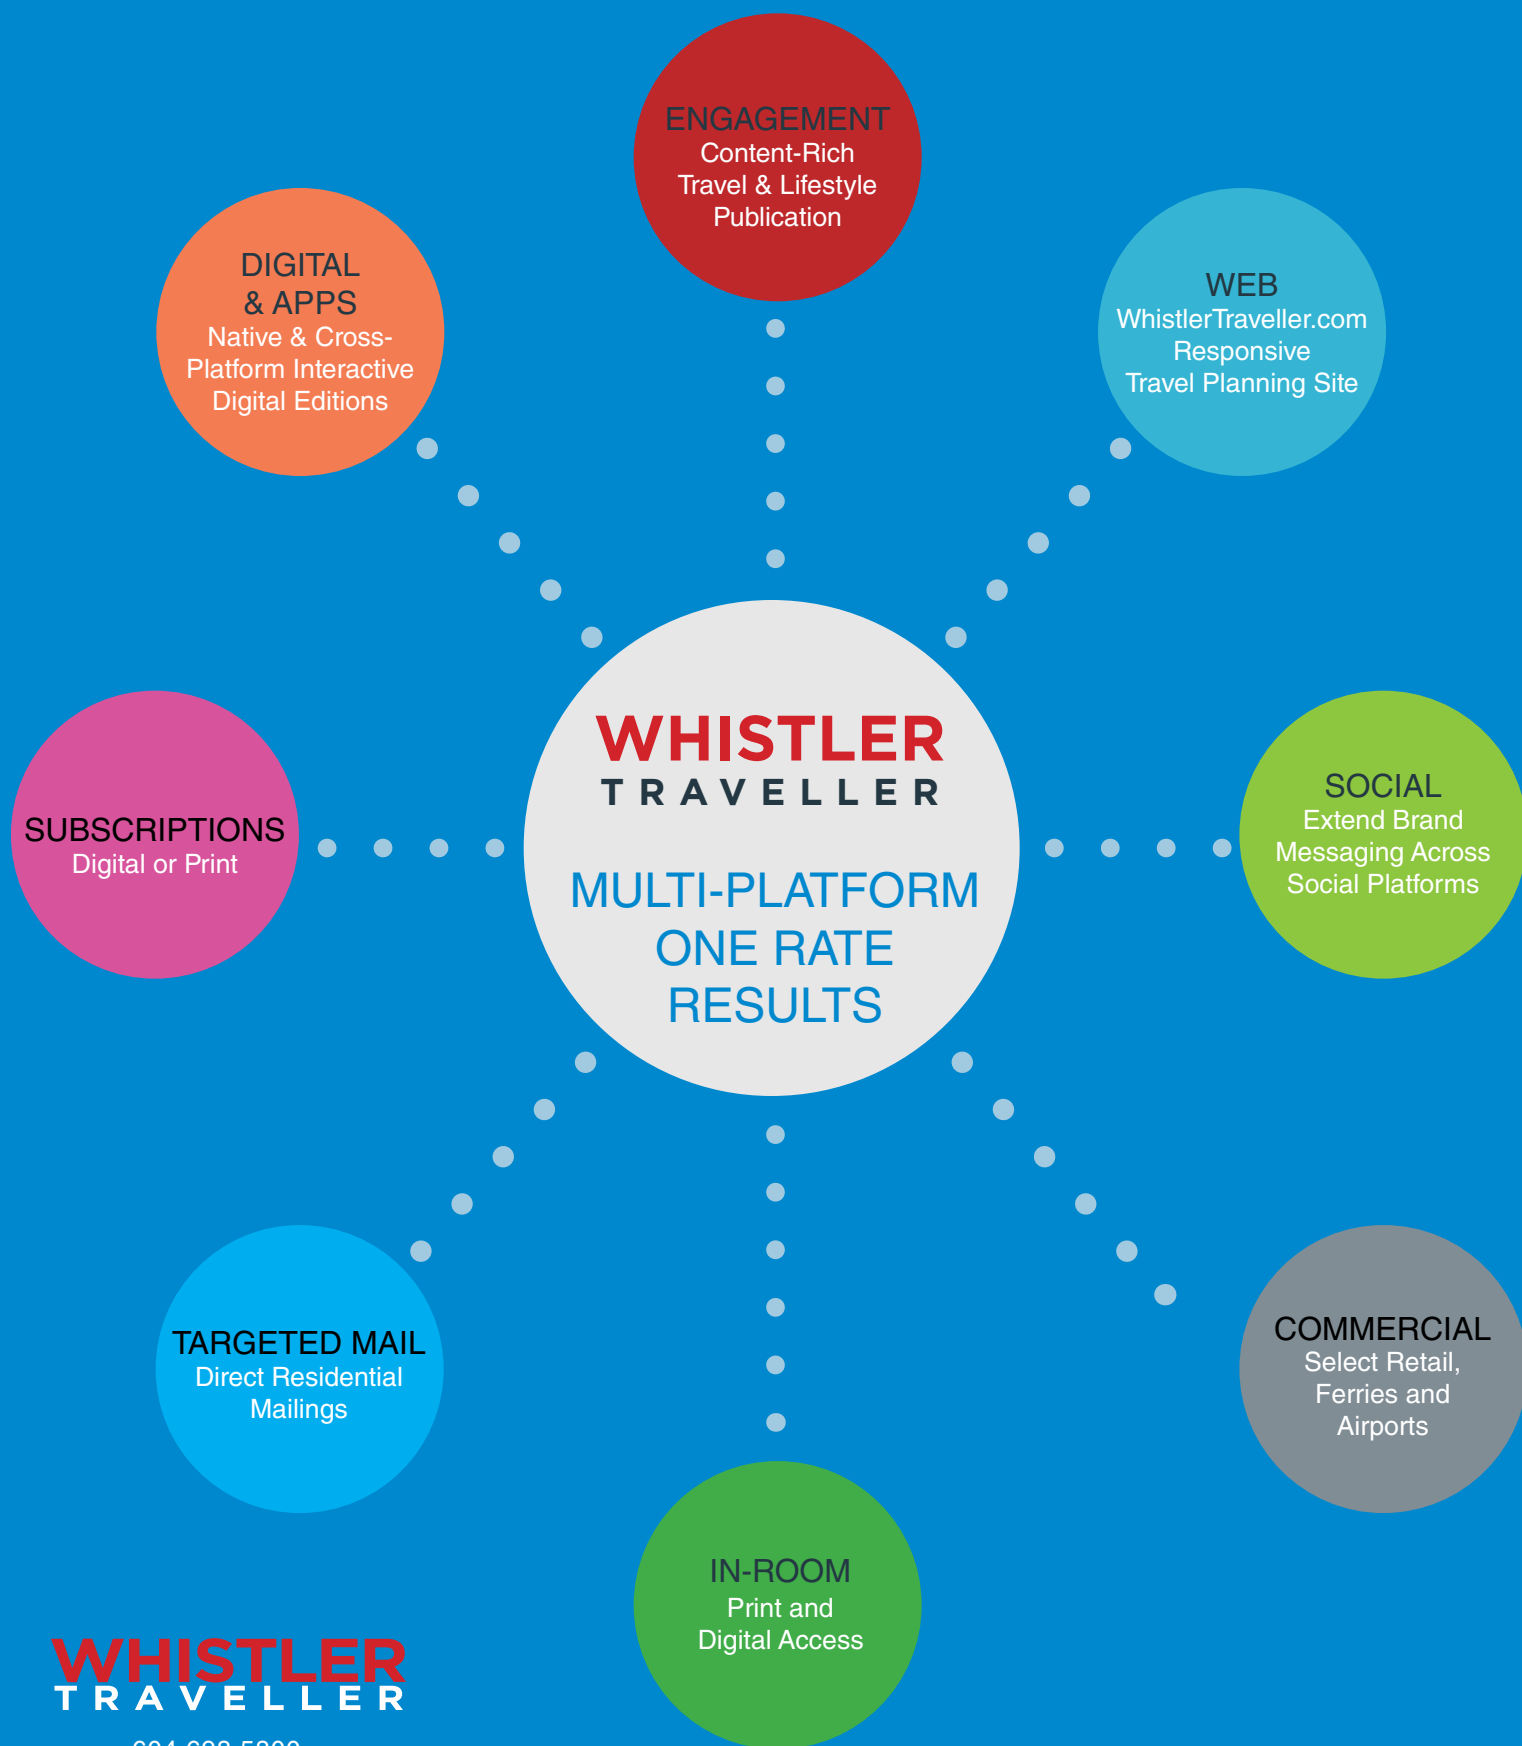 ENGAGEMENT
Content-Rich
Travel & Lifestyle
Publication
DIGITAL
& APPS
Native & Cross-
Platform Interactive
Digital Editions
WEB
WhistlerTraveller.com
Responsive
Travel Planning Site
WHISTLER
TRAVELLER
MULTI-PLATFORM
ONE RATE
RESULTS
SUBSCRIPTIONS
Digital or Print
SOCIAL
Extend Brand
Messaging Across
Social Platforms
TARGETED MAIL
Direct Residential
Mailings
COMMERCIAL
Select Retail,
Ferries and
Airports
IN-ROOM
Print and
Digital Access
WHISTLER
TRAVELLER